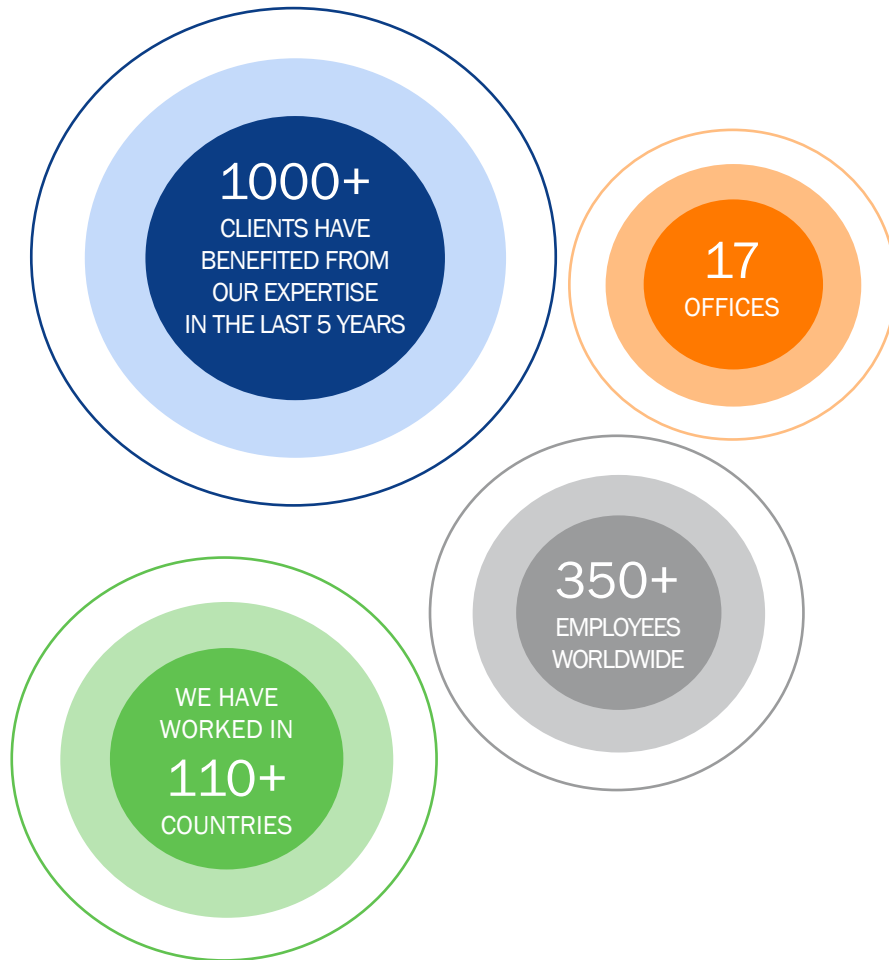 1000+
CLIENTS HAVE
BENEFITED FROM
OUR EXPERTISE
IN THE LAST 5 YEARS
17
OFFICES
350+
EMPLOYEES
WORLDWIDE
WE HAVE
WORKED IN
110+
COUNTRIES